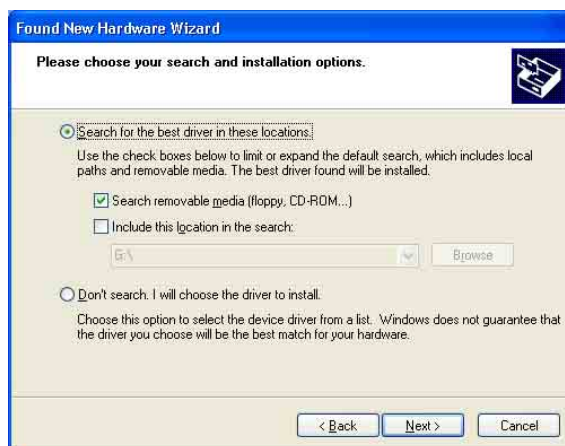 Found New Hardware Wizard
Please choose your search and installation options.
Search for the best driver in these locations.
Use the check boxes below to limit or expand the default search, which includes local
paths and removable media. The best driver found will be installed.
Search removable media (floppy, CD-ROM...)
Include this location in the search:
G:\
Browse
Don't search. I will choose the driver to install.
Choose this option to select the device driver from a list. Windows does not guarantee that
the driver you choose will be the best match for your hardware.
< Back
Next >
Cancel